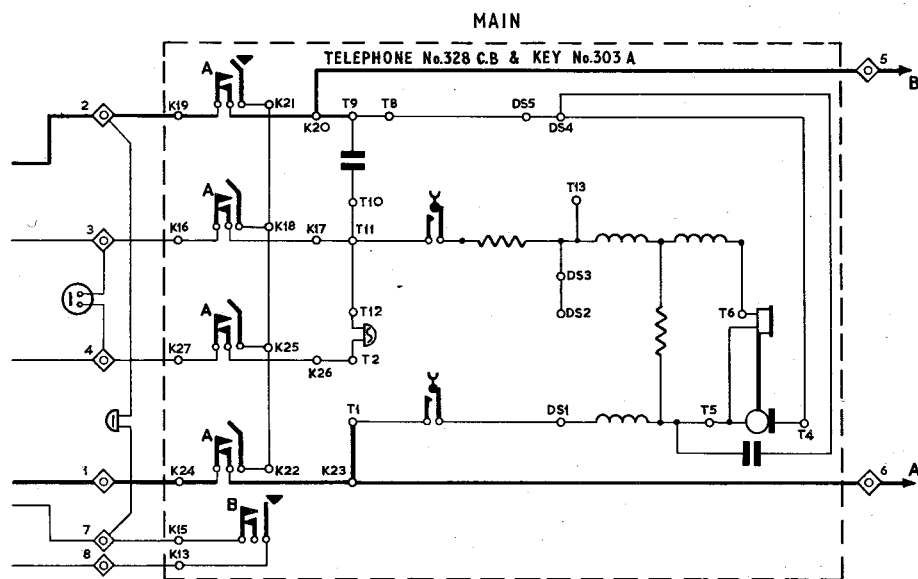 MAIN
TELEPHONE No.328 C.B & KEY No.303 A
5
B
A
2 K19 K21 T9 T8 DS5
K20 DS4
A
T13
T10
3 K16 K18 K17 T11
DS3
A
T12 DS2 T6
4 K27 K25
K26 T2
A
T1 DS1 T5
T4
1 K24 K22 K23 6
A
B
7 K15
8 K13